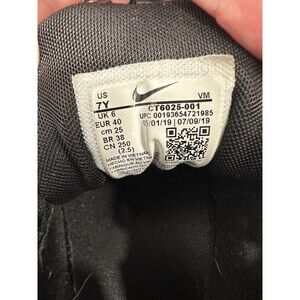 US
7Y
UK 6
EUR 40
cm 25
BR 38
CN 250
(2.5)
MADE IN VIETNAM
VM
CT6025-001
UPC 00193654721985
05/01/19 07/09/19